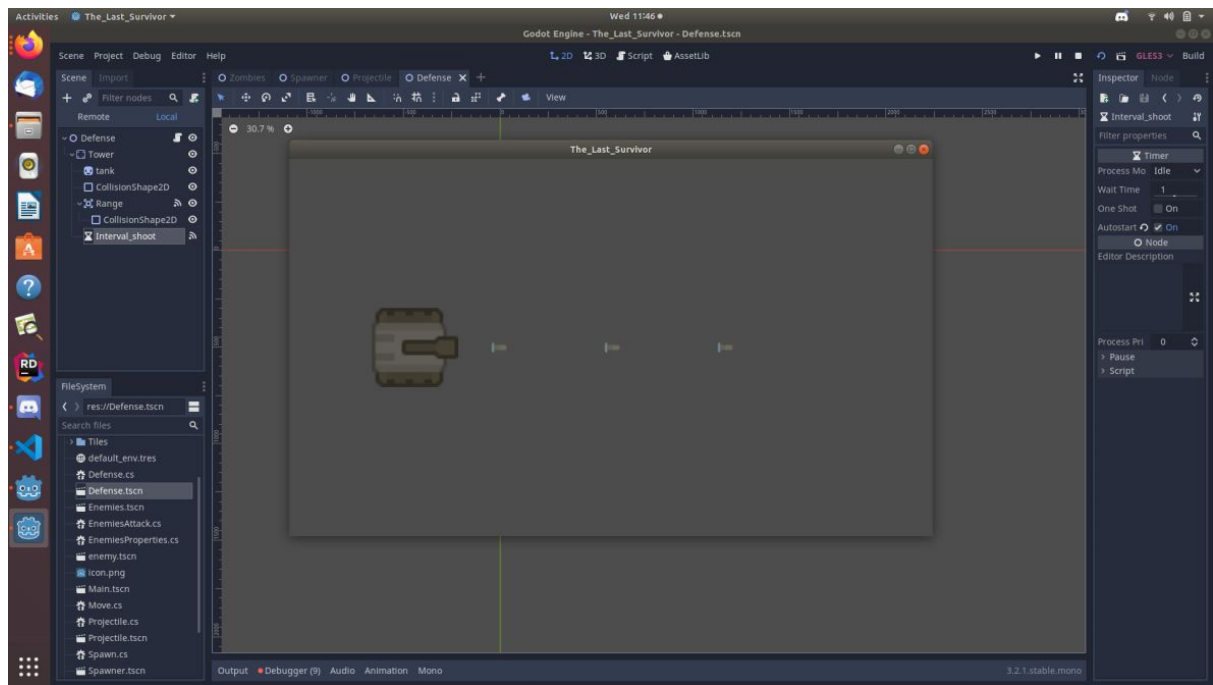 Activities The_Last_Survivor Wed 11:46
Godot Engine - The_Last_Survivor - Defense.tscn
Scene Project Debug Editor Help 2D 3D Script AssetLib GLES3 Build
Scene Import Zombies Spawner Projectile Defense Inspector Node
Filter nodes View
Remote Local
30.7 %
Defense
Tower
tank
CollisionShape2D
Range
CollisionShape2D
Interval_shoot
The_Last_Survivor
Interval_shoot
Filter properties
Timer
Process Mo Idle
Wait Time 1
One Shot On
Autostart On
Node
Editor Description
Process Pri 0
Pause
Script
FileSystem
res://Defense.tscn
Search files
Tiles
default_env.tres
Defense.cs
Defense.tscn
Enemies.tscn
EnemiesAttack.cs
EnemiesProperties.cs
enemy.tscn
icon.png
Main.tscn
Move.cs
Projectile.cs
Projectile.tscn
Spawn.cs
Spawner.tscn
RD
Output Debugger (9) Audio Animation Mono 3.2.1.stable.mono